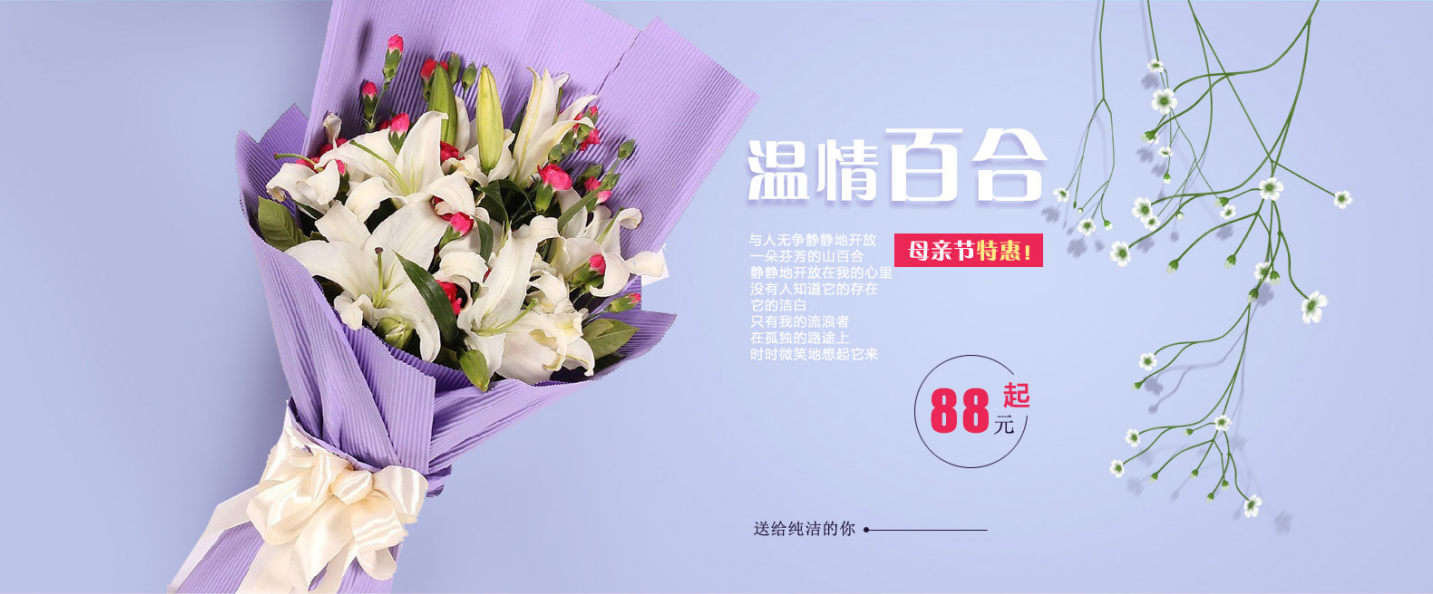 温情百合
与人无争静静地开放
一朵芬芳的山百合
静静地开放在我的心里
没有人知道它的存在
它的洁白
只有我的流浪者
在孤独的路途上
时时微笑地想起它来
母亲节特惠!
88元起
送给纯洁的你